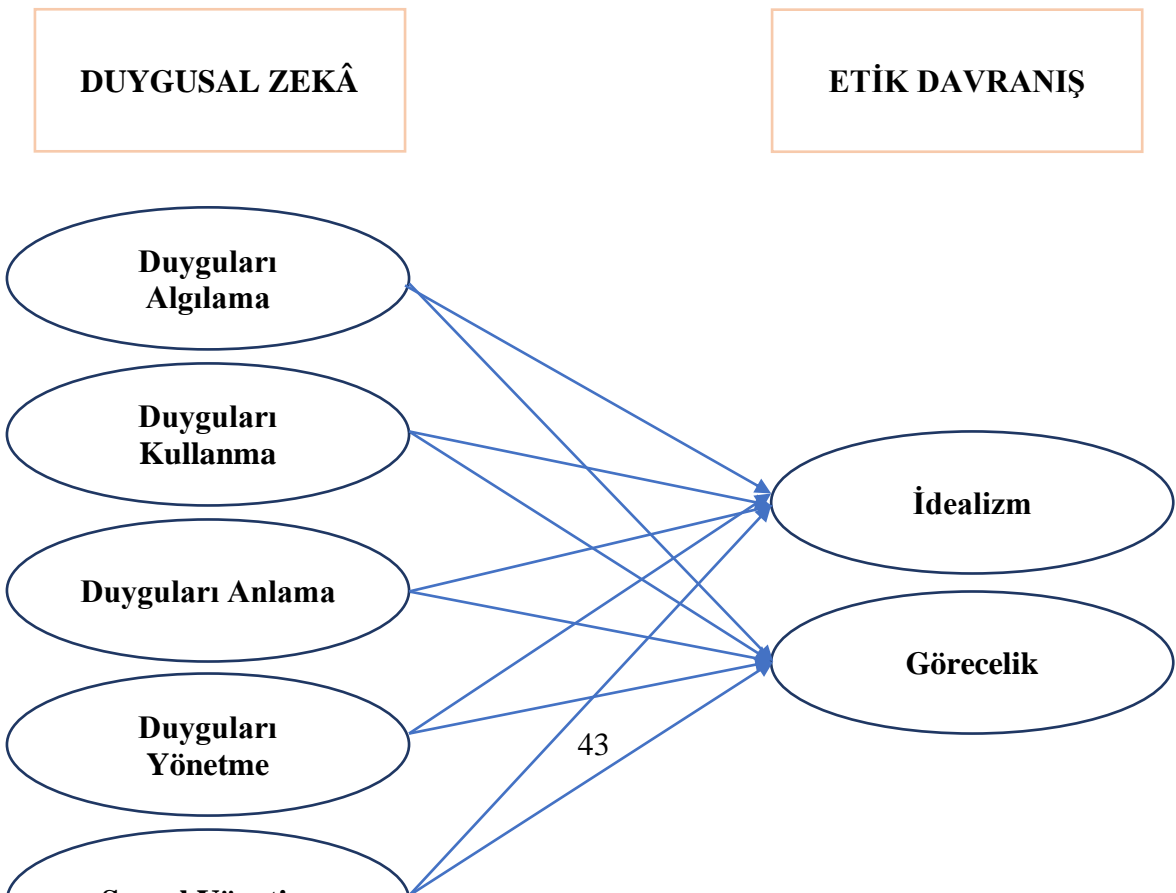 DUYGUSAL ZEKÂ
ETİK DAVRANIŞ
Duyguları
Algılama
Duyguları
Kullanma
İdealizm
Duyguları Anlama
Görecelik
Duyguları
Yönetme
43